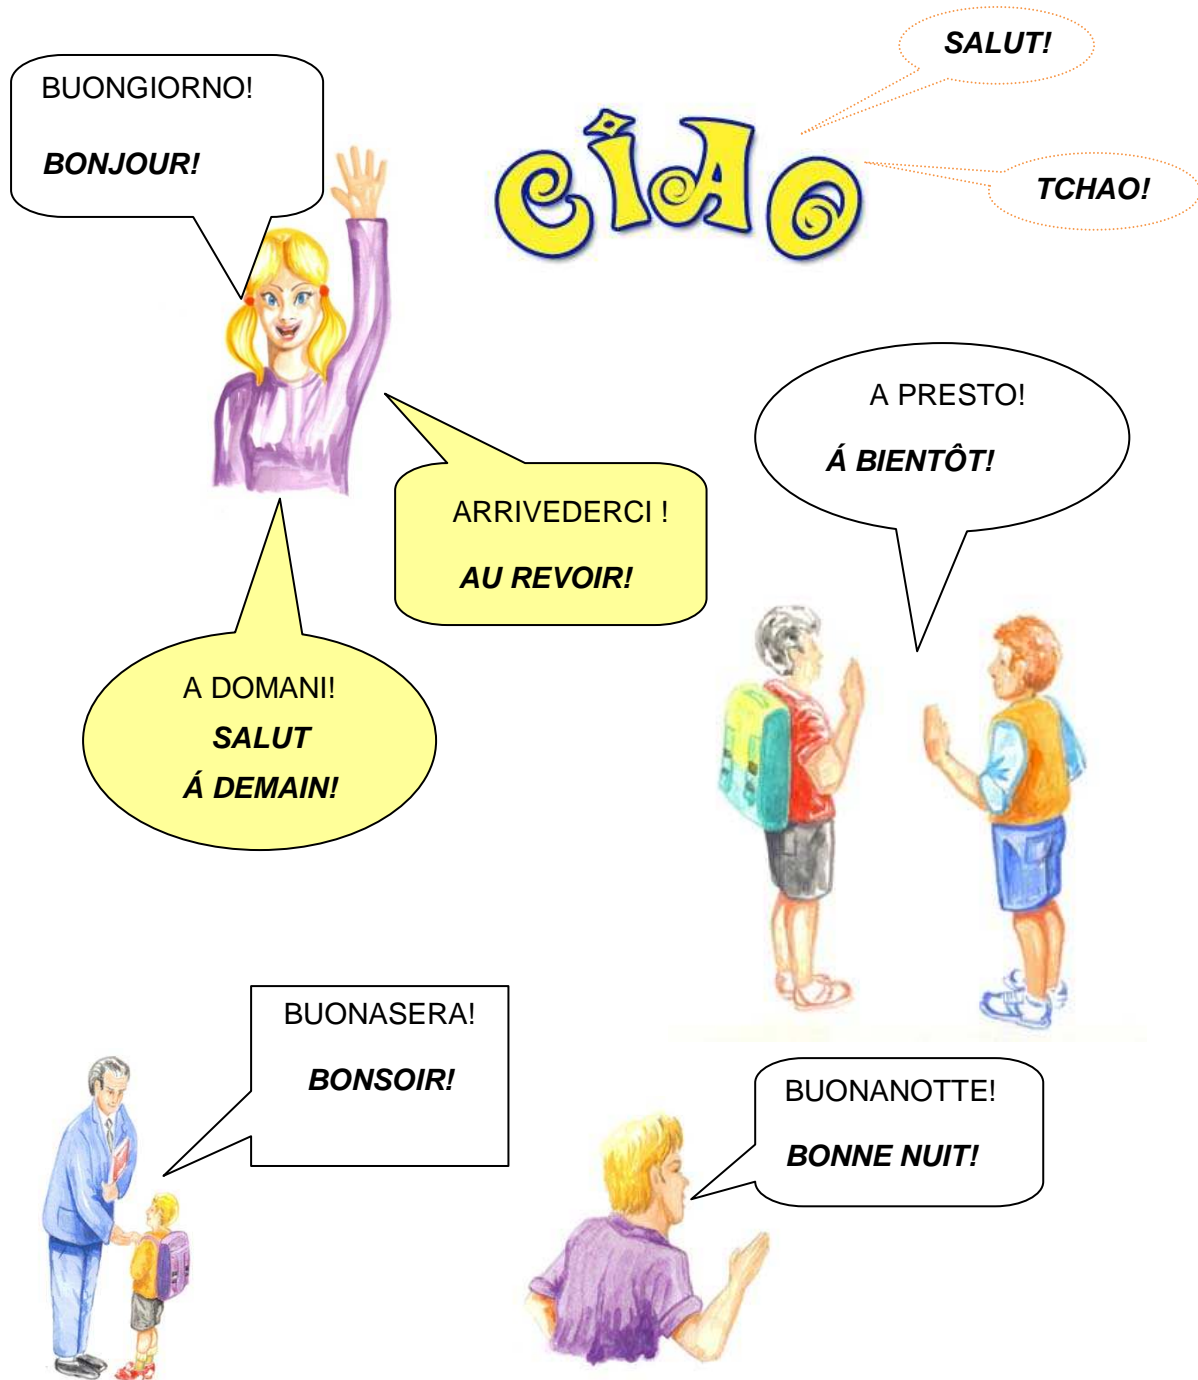 SALUT!
BUONGIORNO!
BONJOUR!
CIAO
TCHAO!
A PRESTO!
Á BIENTÔT!
ARRIVEDERCI !
AU REVOIR!
A DOMANI!
SALUT
Á DEMAIN!
BUONASERA!
BONSOIR!
BUONANOTTE!
BONNE NUIT!